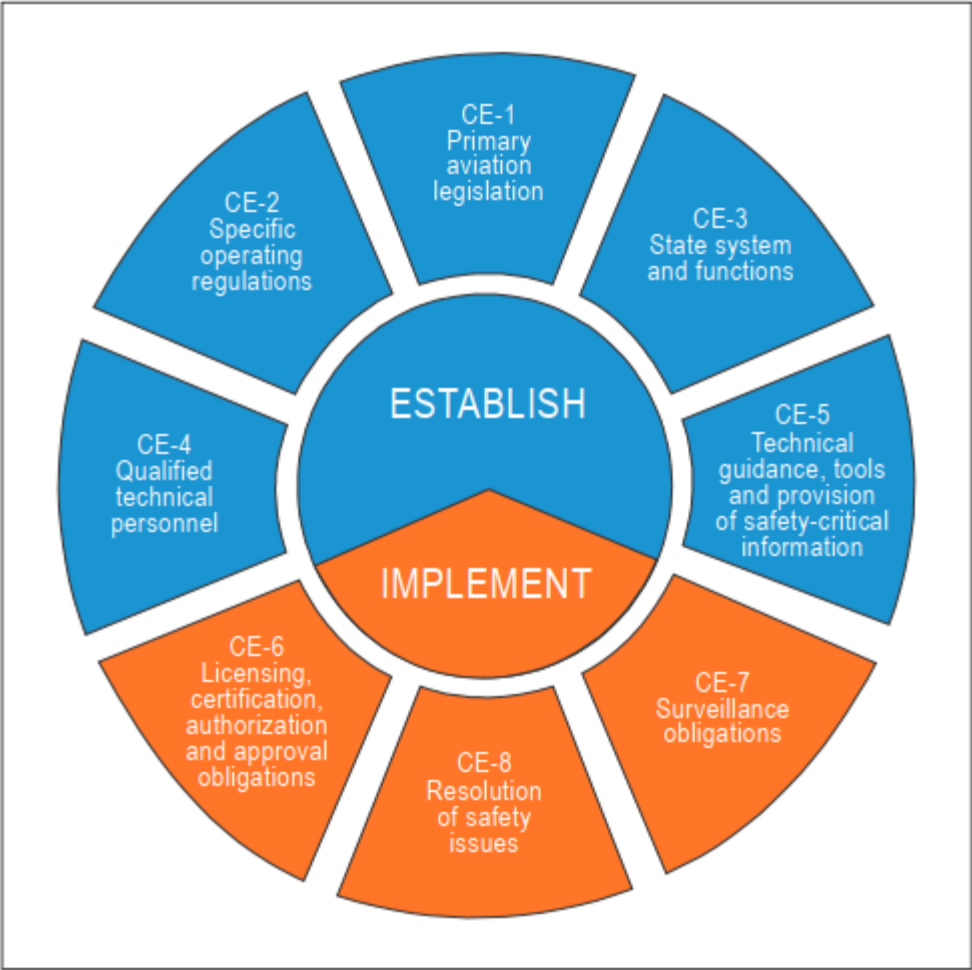 CE-1
Primary
aviation
legislation
CE-2
Specific
operating
regulations
CE-3
State system
and functions
ESTABLISH
CE-4
Qualified
technical
personnel
CE-5
Technical
guidance, tools
and provision
of safety-critical
information
IMPLEMENT
CE-6
Licensing,
certification,
authorization
and approval
obligations
CE-7
Surveillance
obligations
CE-8
Resolution
of safety
issues